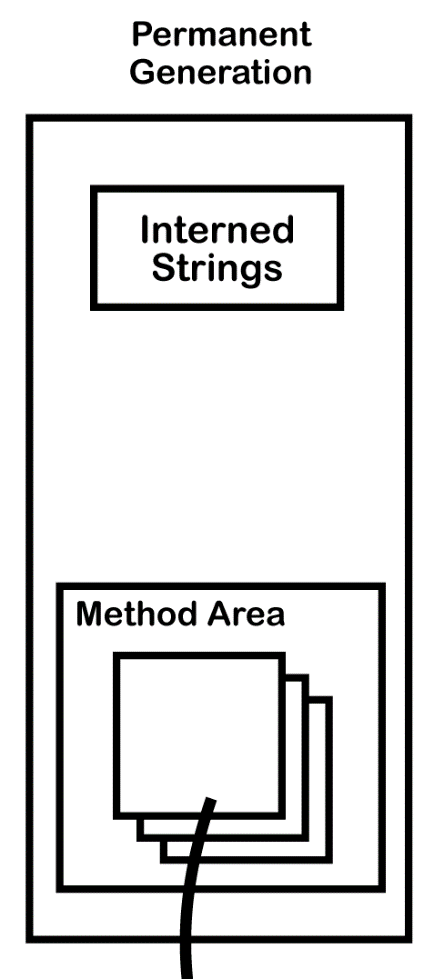 Permanent
Generation
Interned
Strings
Method Area